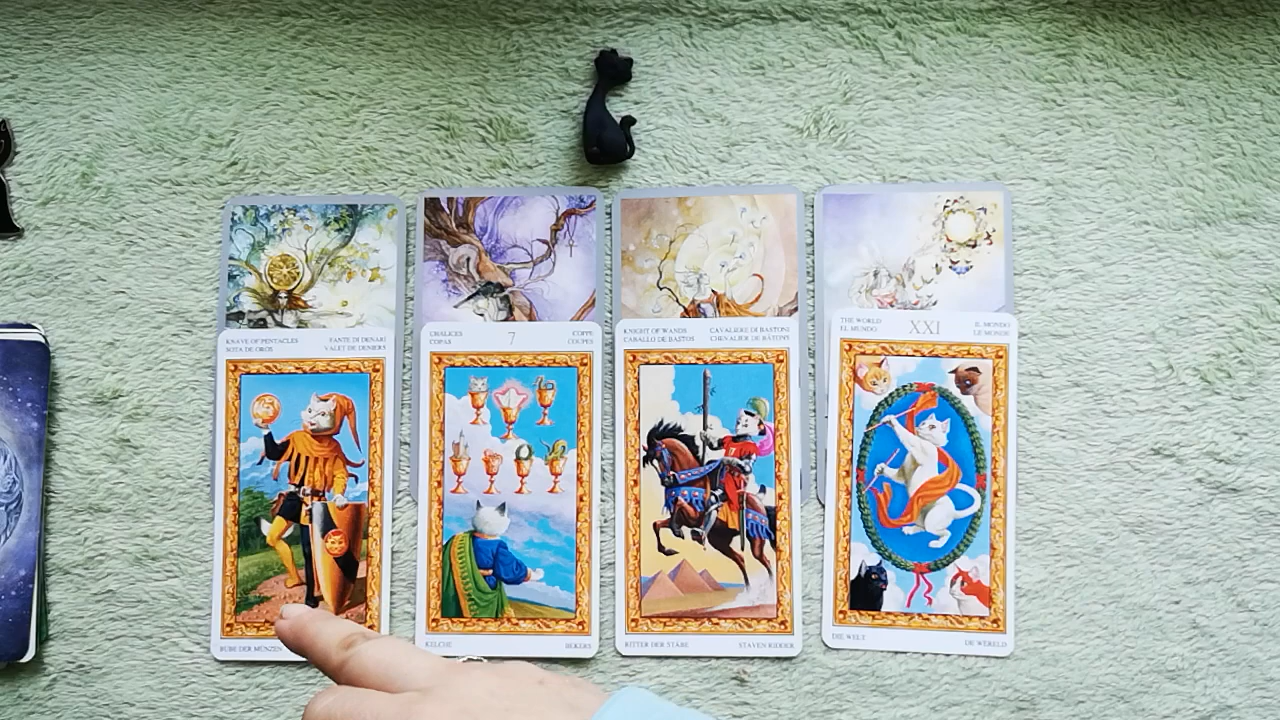 KNAVE OF PENTACLES
SOTA DE OROS
FANTE DI DENARI
VALET DE DENIERS
BUBE DER MÜNZEN
CHALICES
COPAS
7
COPPE
COUPES
KELCHE
BEKERS
KNIGHT OF WANDS
CABALLO DE BASTOS
CAVALIERE DI BASTONI
CHEVALIER DE BÂTONS
RITTER DER STÄBE
STAVEN RIDDER
THE WORLD
EL MUNDO
XXI
IL MONDO
LE MONDE
DIE WELT
DE WERELD